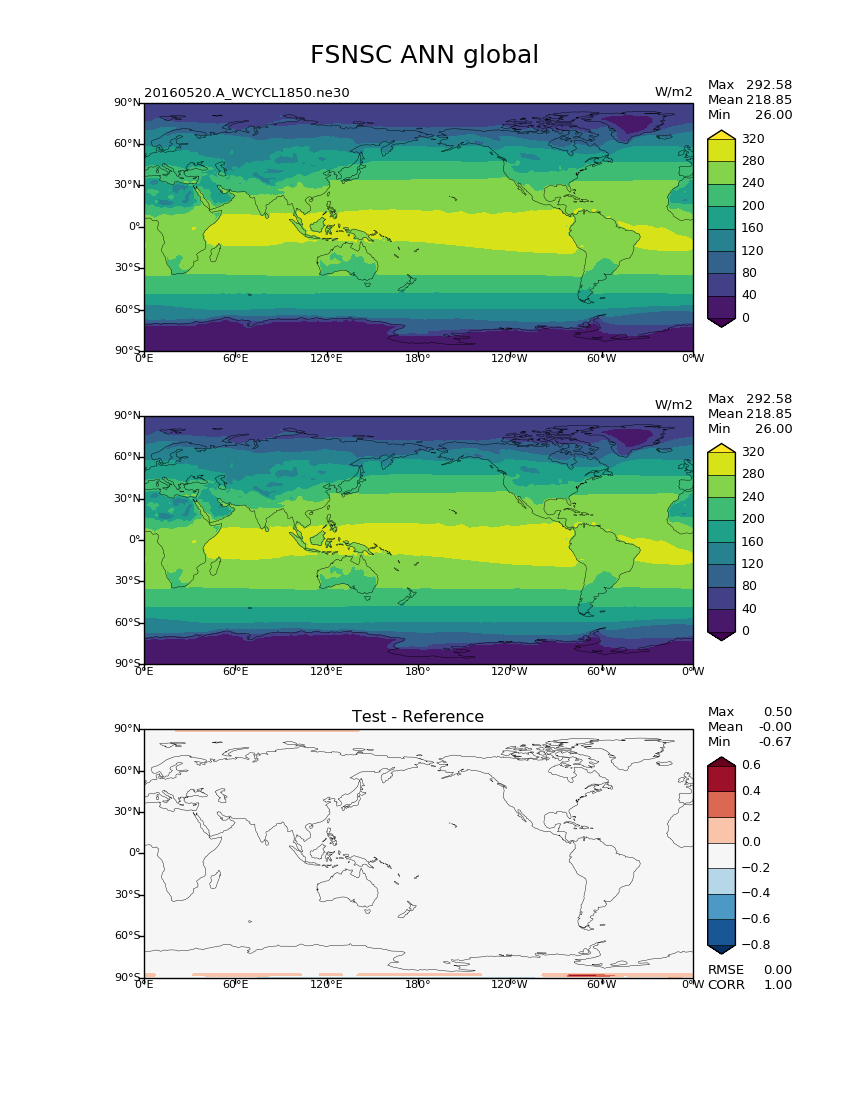 FSNSC ANN global
20160520.A_WCYCL1850.ne30
W/m2
Max 292.58
Mean 218.85
Min 26.00
90°N
60°N
30°N
0°
30°S
60°S
90°S
0°E 60°E 120°E 180° 120°W 60°W 0°W
320
280
240
200
160
120
80
40
0
W/m2
Max 292.58
Mean 218.85
Min 26.00
90°N
60°N
30°N
0°
30°S
60°S
90°S
0°E 60°E 120°E 180° 120°W 60°W 0°W
320
280
240
200
160
120
80
40
0
Test - Reference
Max 0.50
Mean -0.00
Min -0.67
90°N
60°N
30°N
0°
30°S
60°S
90°S
0°E 60°E 120°E 180° 120°W 60°W 0°W
0.6
0.4
0.2
0.0
−0.2
−0.4
−0.6
−0.8
RMSE 0.00
CORR 1.00